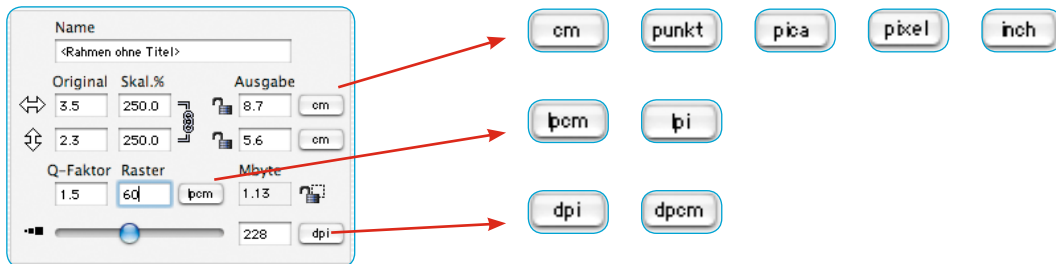 Name
<Rahmen ohne Titel>
Original Skal.% Ausgabe
3.5 250.0 8.7 cm
2.3 250.0 5.6 cm
Q-Faktor Raster Mbyte
1.5 60 lpcm 1.13
228 dpi
cm punkt pica pixel inch
lpcm lpi
dpi dpcm